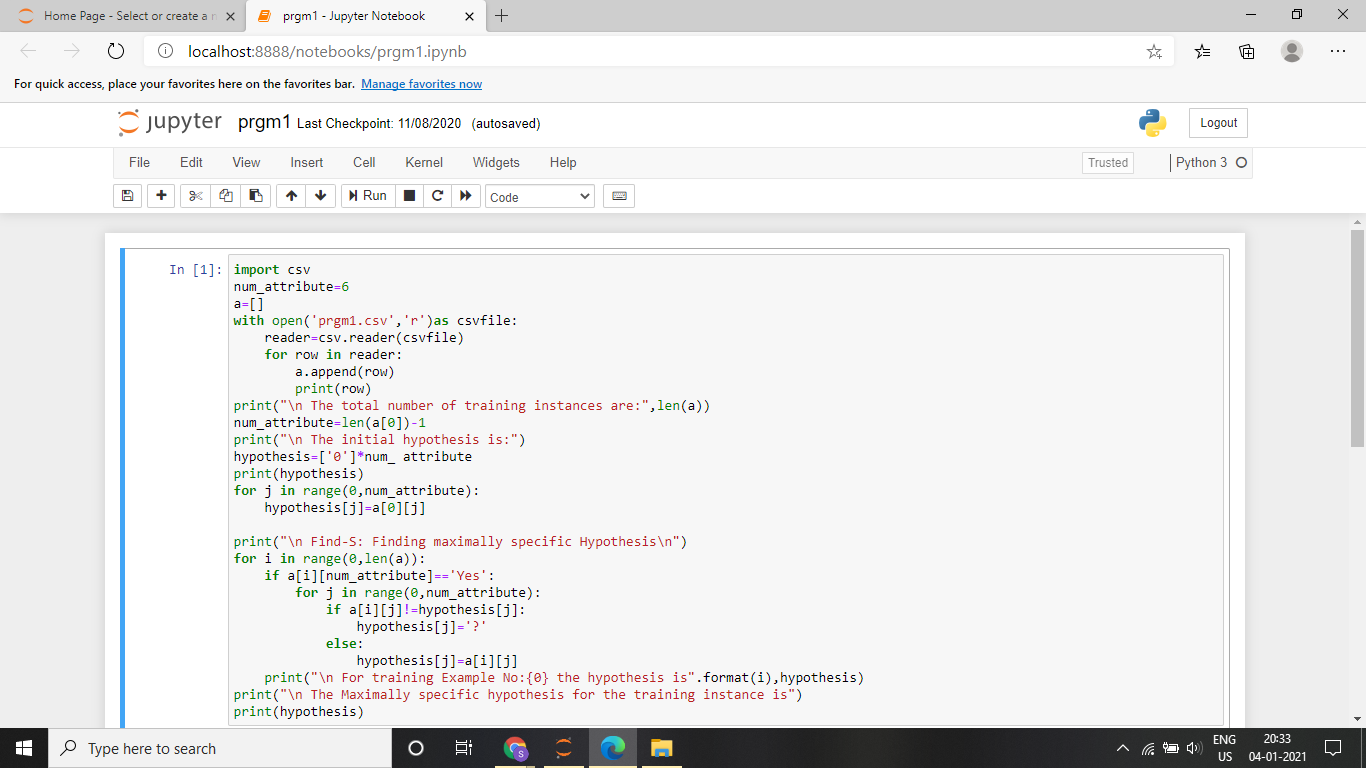 Home Page - Select or create a n
prgm1 - Jupyter Notebook
localhost:8888/notebooks/prgm1.ipynb
For quick access, place your favorites here on the favorites bar. Manage favorites now
jupyter prgm1 Last Checkpoint: 11/08/2020 (autosaved)
Logout
File Edit View Insert Cell Kernel Widgets Help
Trusted
Python 3
Run
Code
In [1]:
import csv
num_attribute=6
a=[]
with open('prgm1.csv','r')as csvfile:
    reader=csv.reader(csvfile)
    for row in reader:
        a.append(row)
        print(row)
print("\n The total number of training instances are:",len(a))
num_attribute=len(a[0])-1
print("\n The initial hypothesis is:")
hypothesis=['0']*num_ attribute
print(hypothesis)
for j in range(0,num_attribute):
    hypothesis[j]=a[0][j]
print("\n Find-S: Finding maximally specific Hypothesis\n")
for i in range(0,len(a)):
    if a[i][num_attribute]=='Yes':
        for j in range(0,num_attribute):
            if a[i][j]!=hypothesis[j]:
                hypothesis[j]='?'
            else:
                hypothesis[j]=a[i][j]
    print("\n For training Example No:{0} the hypothesis is".format(i),hypothesis)
print("\n The Maximally specific hypothesis for the training instance is")
print(hypothesis)
Type here to search
S
ENG
US
20:33
04-01-2021